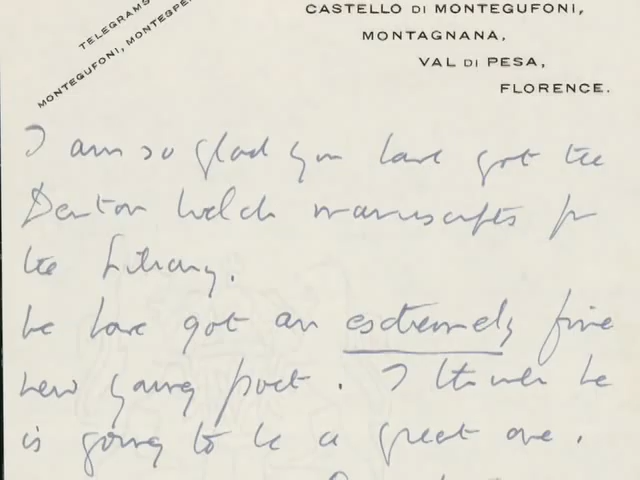 TELEGRAMS
MONTEGUFONI, MONTESPER
CASTELLO DI MONTEGUFONI,
MONTAGNANA,
VAL DI PESA,
FLORENCE.
I am so glad you have got the
Denton Welch manuscripts for
the Library.
We have got an extremely fine
new young poet. I think he
is going to be a great one.